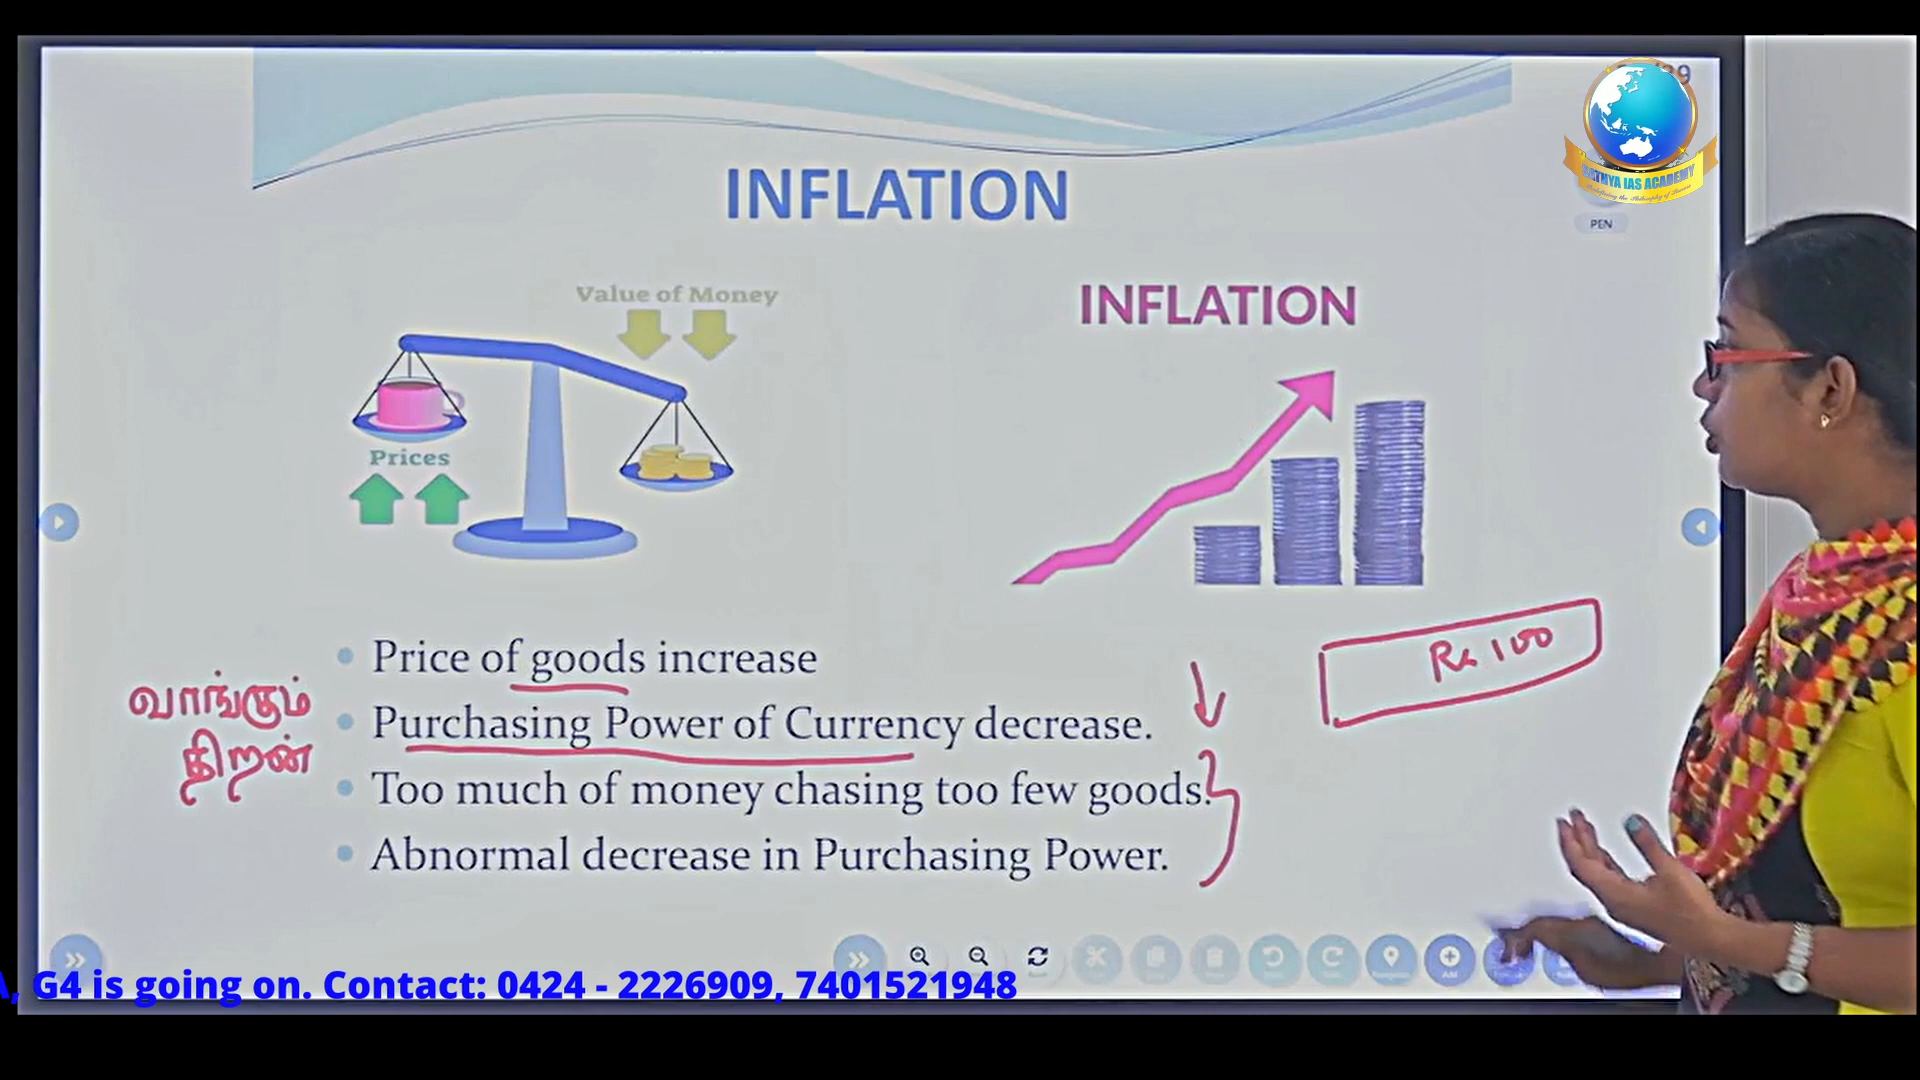 INFLATION
IAS ACADEMY
PEN
Value of Money
Prices
INFLATION
• Price of goods increase
• Purchasing Power of Currency decrease.
• Too much of money chasing too few goods.
• Abnormal decrease in Purchasing Power.
வாங்கும்
திறன்
Rs 100
, G4 is going on. Contact: 0424 - 2226909, 7401521948